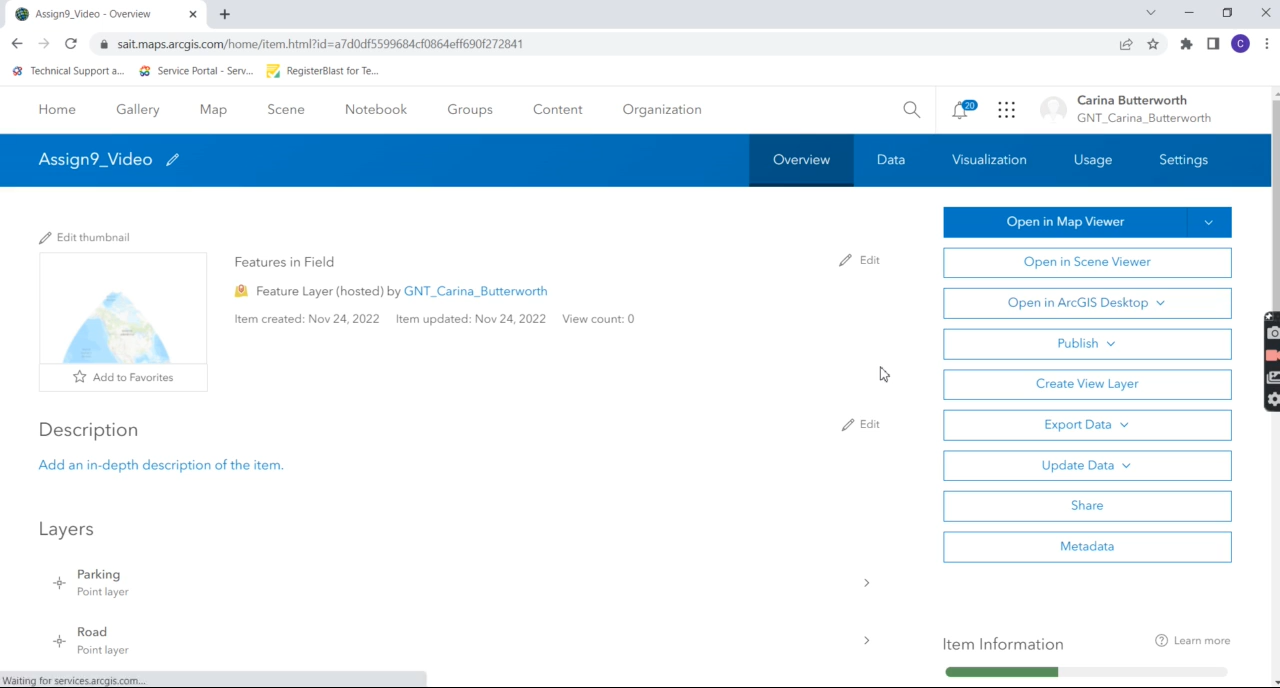 Assign9_Video - Overview
sait.maps.arcgis.com/home/item.html?id=a7d0df5599684cf0864eff690f272841
C
Technical Support a... Service Portal - Serv... RegisterBlast for Te...
Home Gallery Map Scene Notebook Groups Content Organization
20
Carina Butterworth
GNT_Carina_Butterworth
Assign9_Video
Overview Data Visualization Usage Settings
Open in Map Viewer
Edit thumbnail
Features in Field
Edit
Open in Scene Viewer
Feature Layer (hosted) by GNT_Carina_Butterworth
Open in ArcGIS Desktop
Item created: Nov 24, 2022 Item updated: Nov 24, 2022 View count: 0
Publish
Add to Favorites
Create View Layer
Description
Edit
Export Data
Add an in-depth description of the item.
Update Data
Share
Layers
Metadata
Parking
Point layer
Road
Point layer
Item Information
Learn more
Waiting for services.arcgis.com...